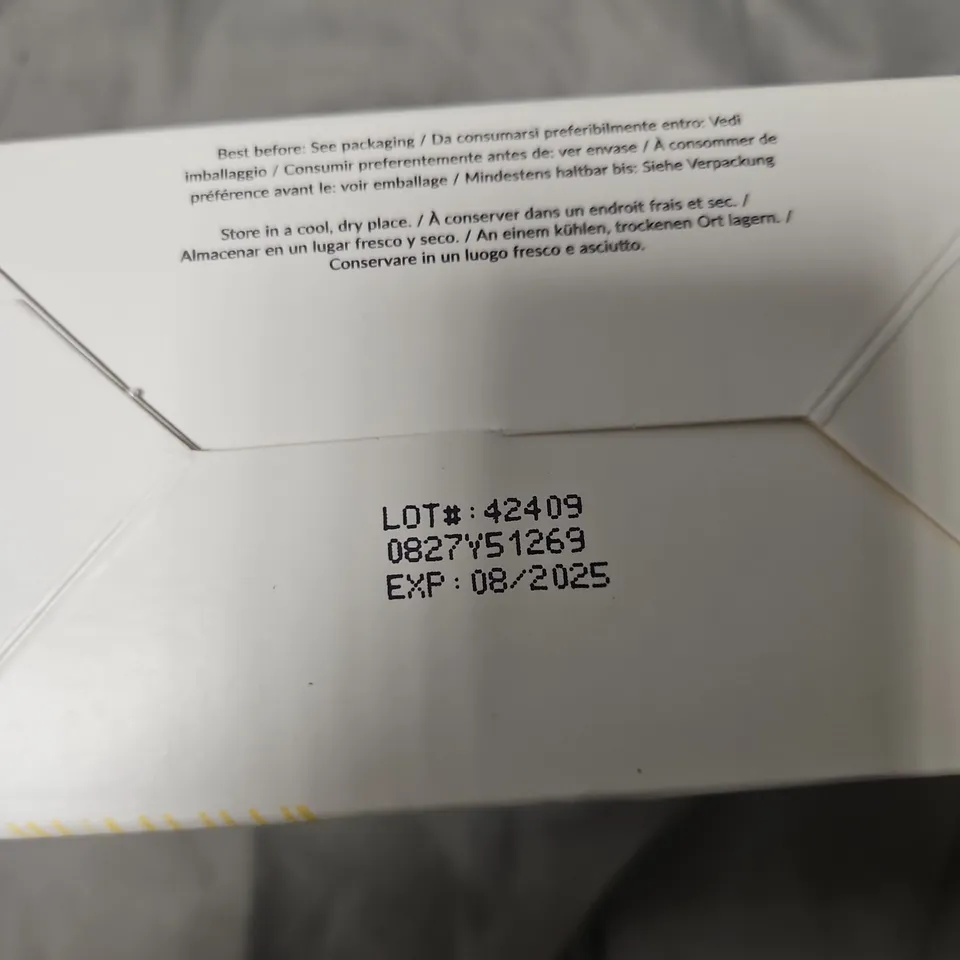 Best before: See packaging / Da consumarsi preferibilmente entro: Vedi
imballaggio / Consumir preferentemente antes de: ver envase / À consommer de
préférence avant le: voir emballage / Mindestens haltbar bis: Siehe Verpackung
Store in a cool, dry place. / À conserver dans un endroit frais et sec. /
Almacenar en un lugar fresco y seco. / An einem kühlen, trockenen Ort lagern. /
Conservare in un luogo fresco e asciutto.
LOT#:42409
0827Y51269
EXP:08/2025